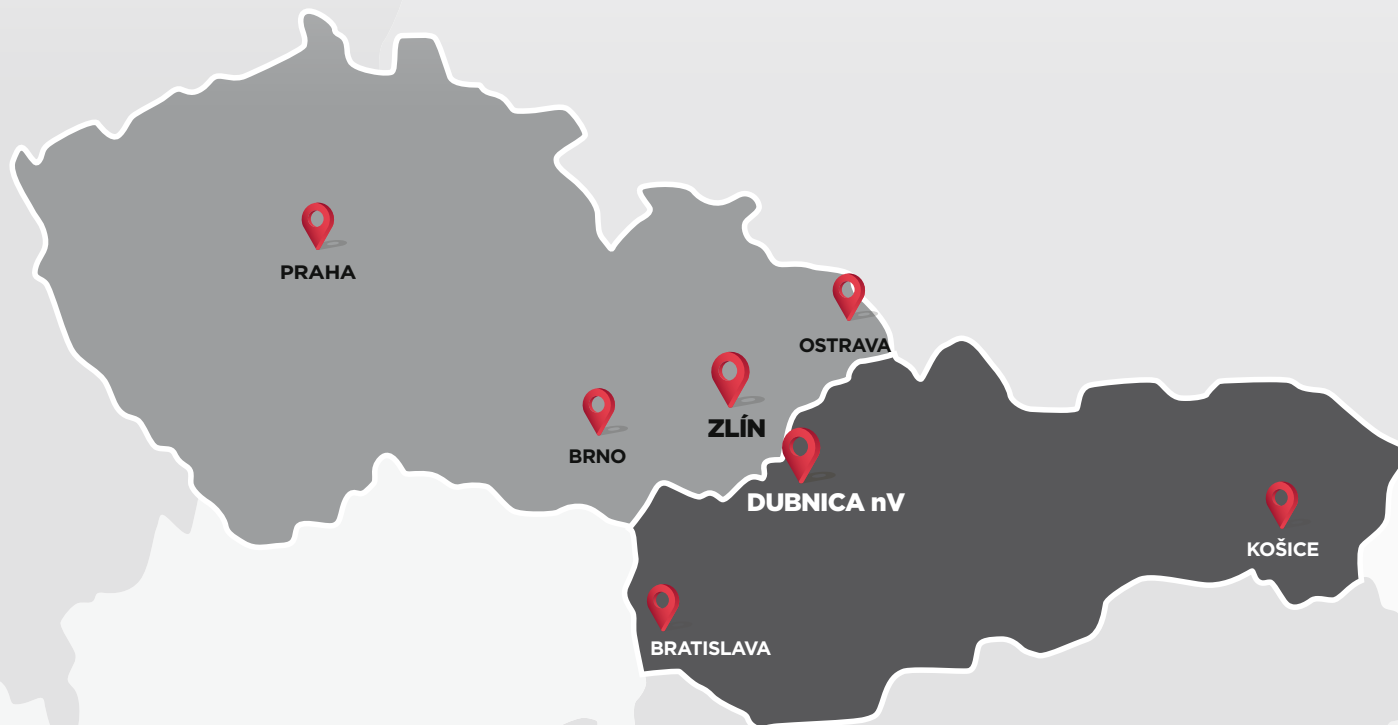 PRAHA
OSTRAVA
ZLÍN
BRNO
DUBNICA nV
KOŠICE
BRATISLAVA